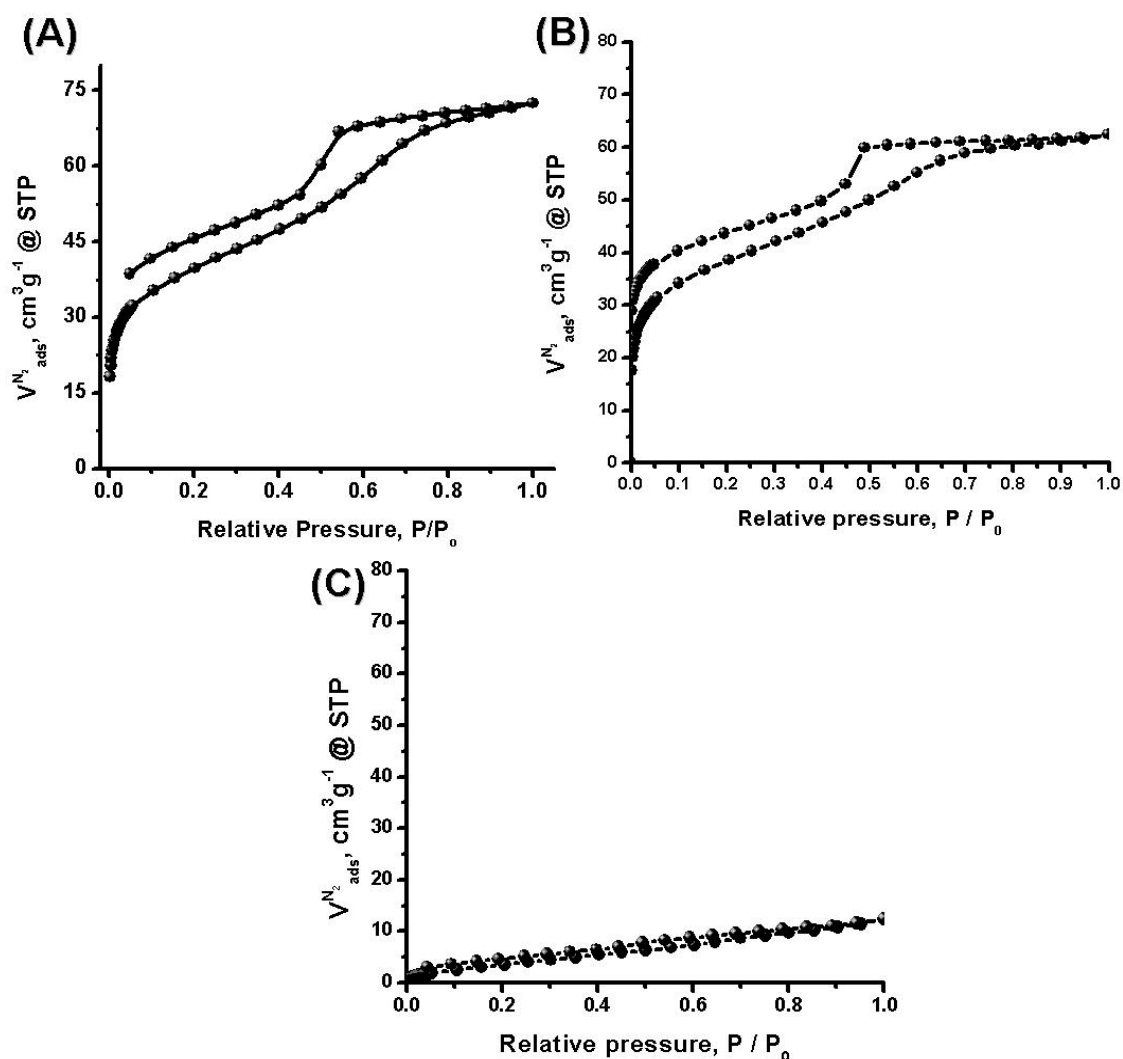 (A)
75
60
45
30
15
0
V^N₂_ads, cm³g⁻¹ @ STP
0.0 0.2 0.4 0.6 0.8 1.0
Relative Pressure, P/P₀
(B)
80
70
60
50
40
30
20
10
0
V^N₂_ads, cm³g⁻¹ @ STP
0.0 0.1 0.2 0.3 0.4 0.5 0.6 0.7 0.8 0.9 1.0
Relative pressure, P / P₀
(C)
80
70
60
50
40
30
20
10
0
V^N₂_ads, cm³g⁻¹ @ STP
0.0 0.2 0.4 0.6 0.8 1.0
Relative pressure, P / P₀